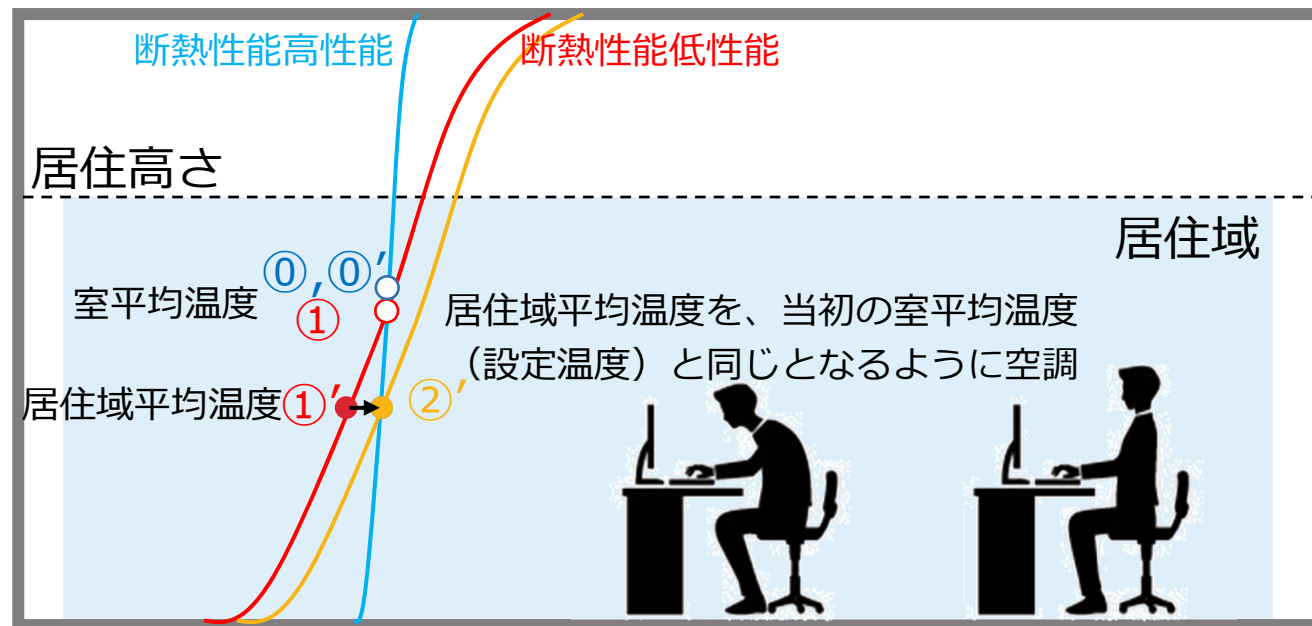 断熱性能高性能
断熱性能低性能
居住高さ
居住域
⓪,⓪′
室平均温度
①
居住域平均温度を、当初の室平均温度
（設定温度）と同じとなるように空調
居住域平均温度①′
②′